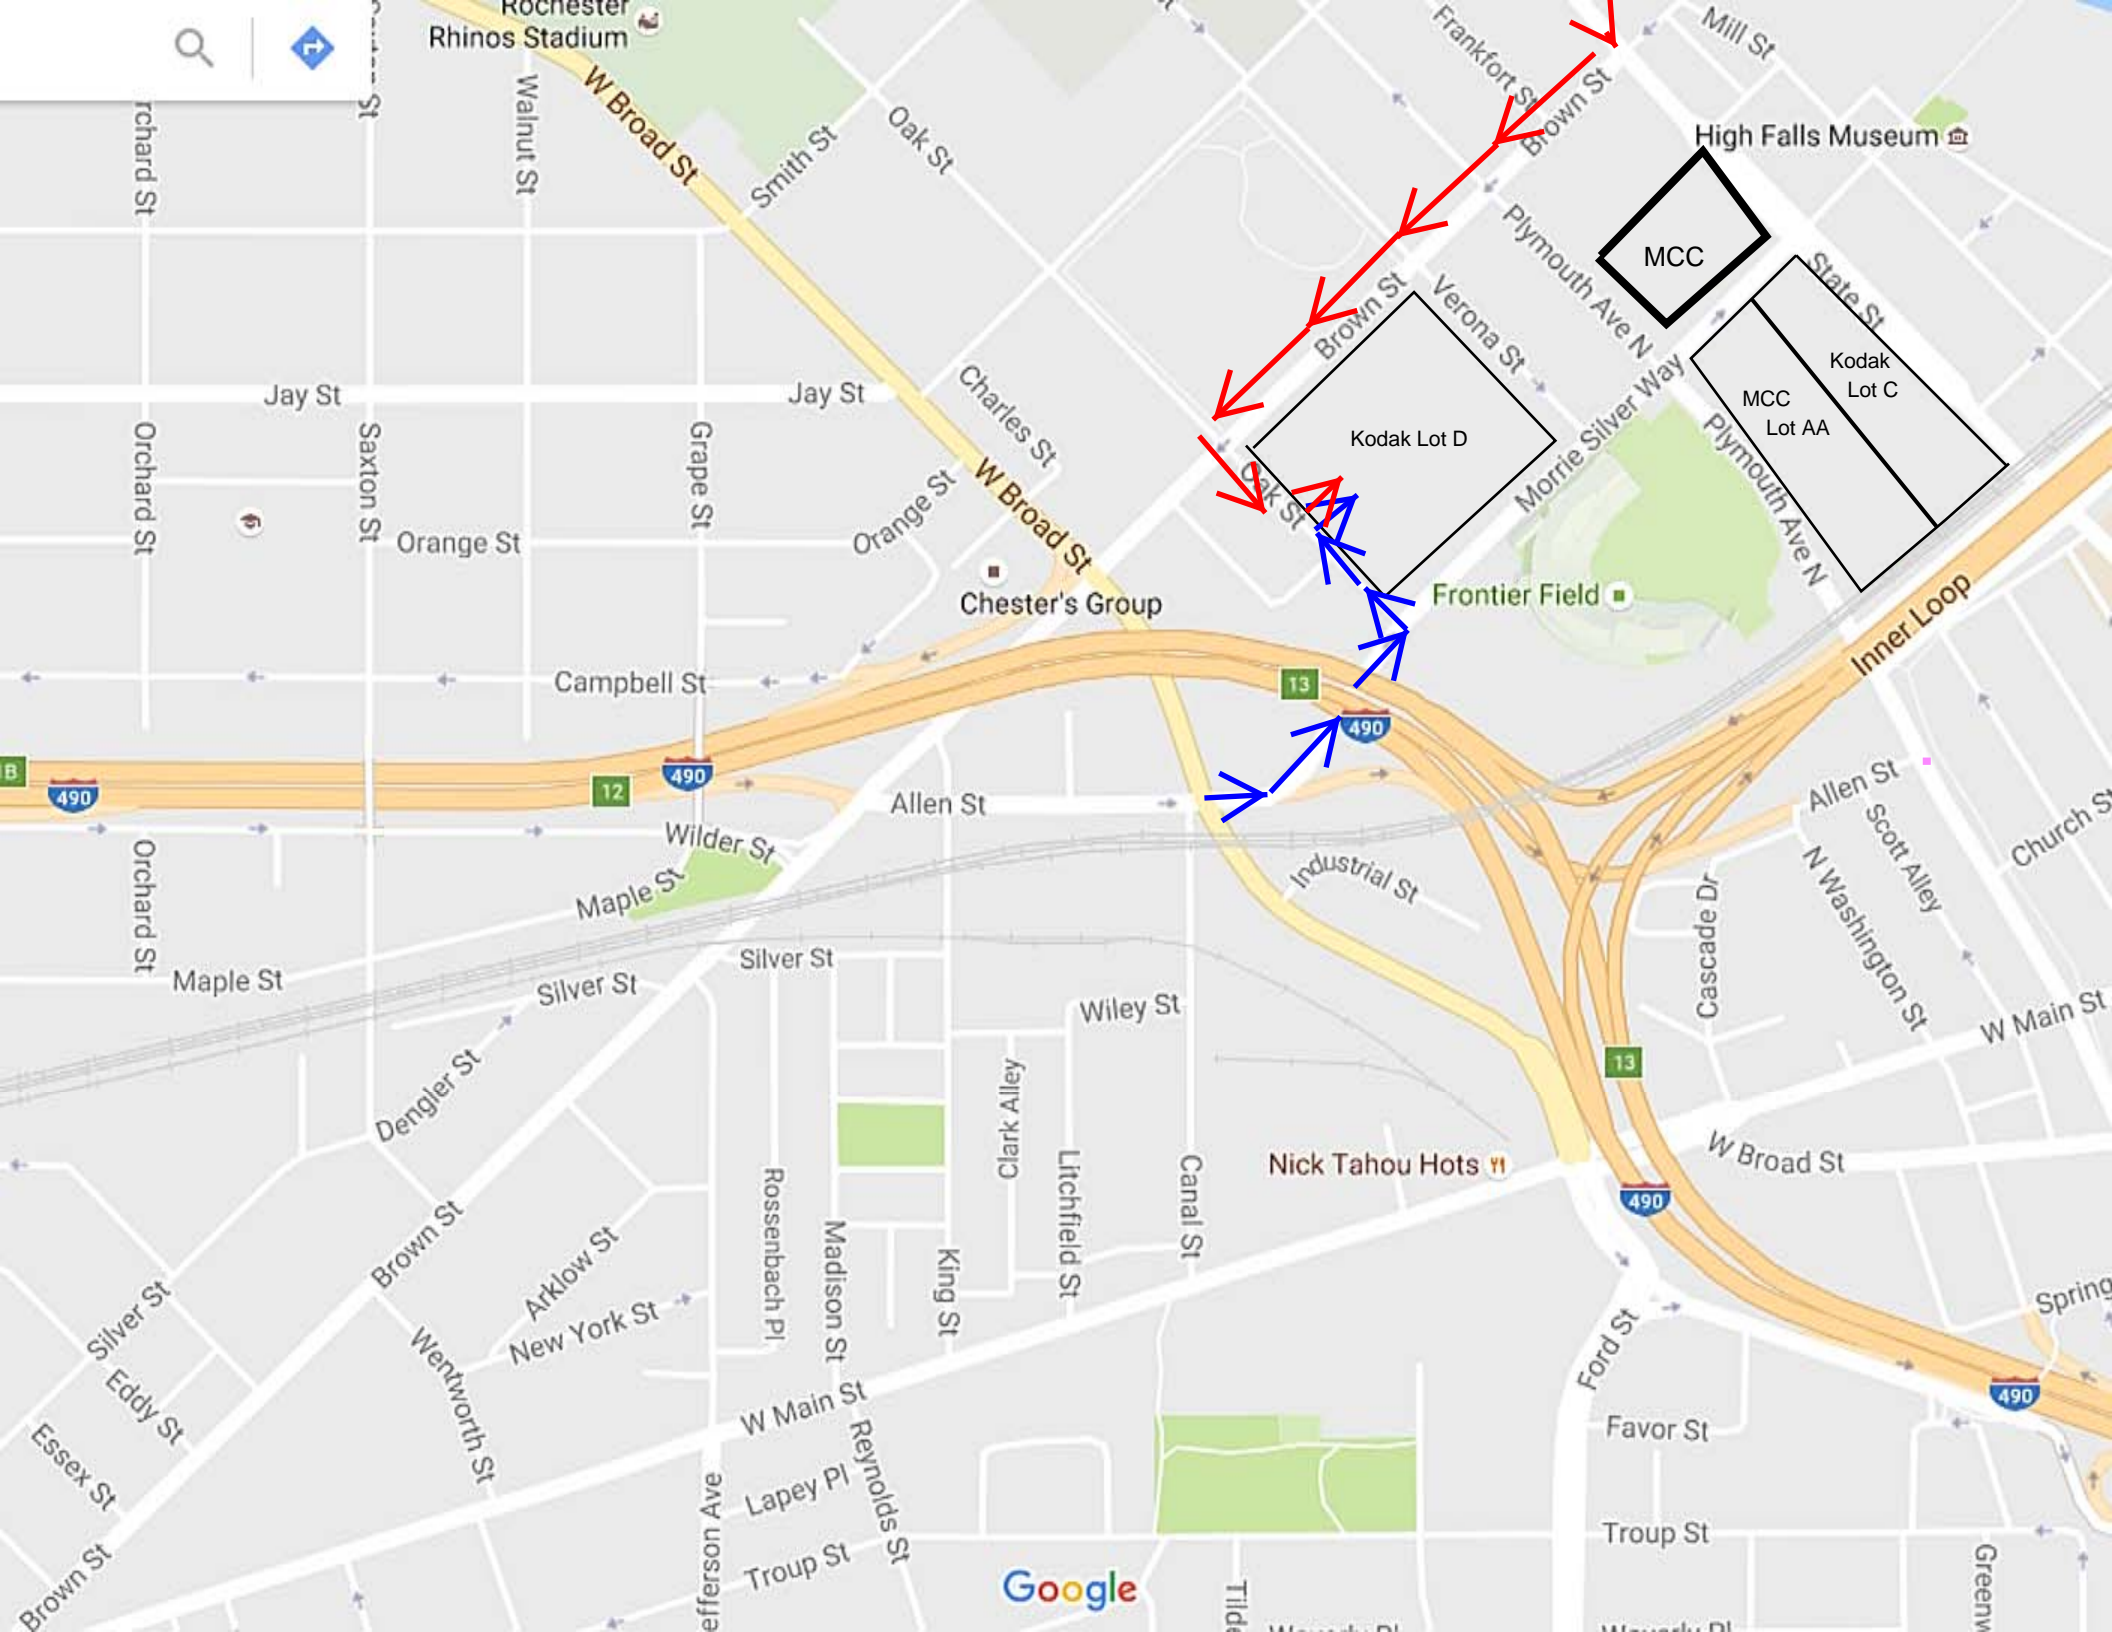 Rochester
Rhinos Stadium
W Broad St
Walnut St
Smith St
Oak St
Frankfort St
Brown St
Mill St
High Falls Museum
MCC
Plymouth Ave N
State St
Verona St
Brown St
Kodak
Lot C
MCC
Lot AA
Kodak Lot D
Morrie Silver Way
Plymouth Ave N
Oak St
Jay St
Jay St
Charles St
Orchard St
Saxton St
Grape St
Orange St
Orange St
W Broad St
Chester's Group
Frontier Field
Inner Loop
Campbell St
13
490
490
12
490
Allen St
Allen St
Wilder St
Maple St
Industrial St
Scott Alley
Church St
Cascade Dr
N Washington St
Orchard St
Maple St
Silver St
Silver St
Wiley St
W Main St
Dengler St
Clark Alley
13
Nick Tahou Hots
W Broad St
490
Rossenbach Pl
Litchfield St
Canal St
Brown St
Arklow St
Madison St
King St
Silver St
New York St
Wentworth St
Ford St
Spring
490
Eddy St
Essex St
W Main St
Reynolds St
Favor St
Lapey Pl
Troup St
Troup St
Brown St
Google